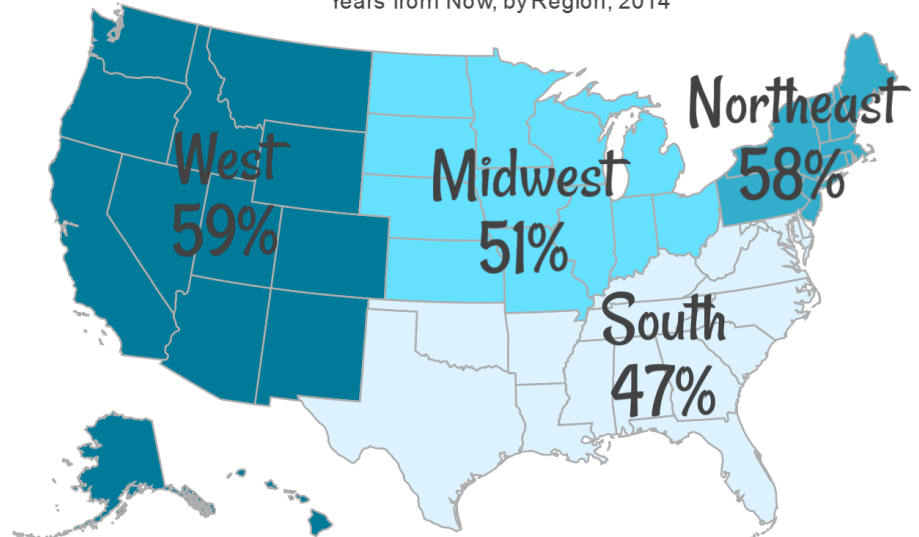 Years from Now, by Region, 2014
Northeast
58%
West
59%
Midwest
51%
South
47%